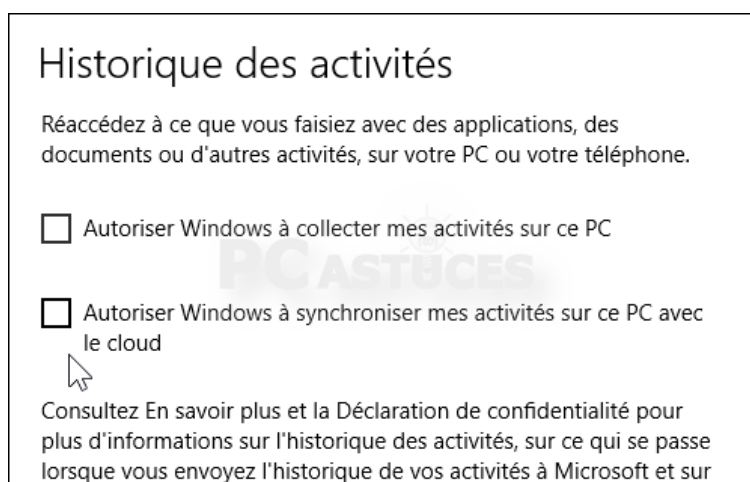 Historique des activités
Réaccédez à ce que vous faisiez avec des applications, des
documents ou d'autres activités, sur votre PC ou votre téléphone.
Autoriser Windows à collecter mes activités sur ce PC
PC ASTUCES
Autoriser Windows à synchroniser mes activités sur ce PC avec
le cloud
Consultez En savoir plus et la Déclaration de confidentialité pour
plus d'informations sur l'historique des activités, sur ce qui se passe
lorsque vous envoyez l'historique de vos activités à Microsoft et sur